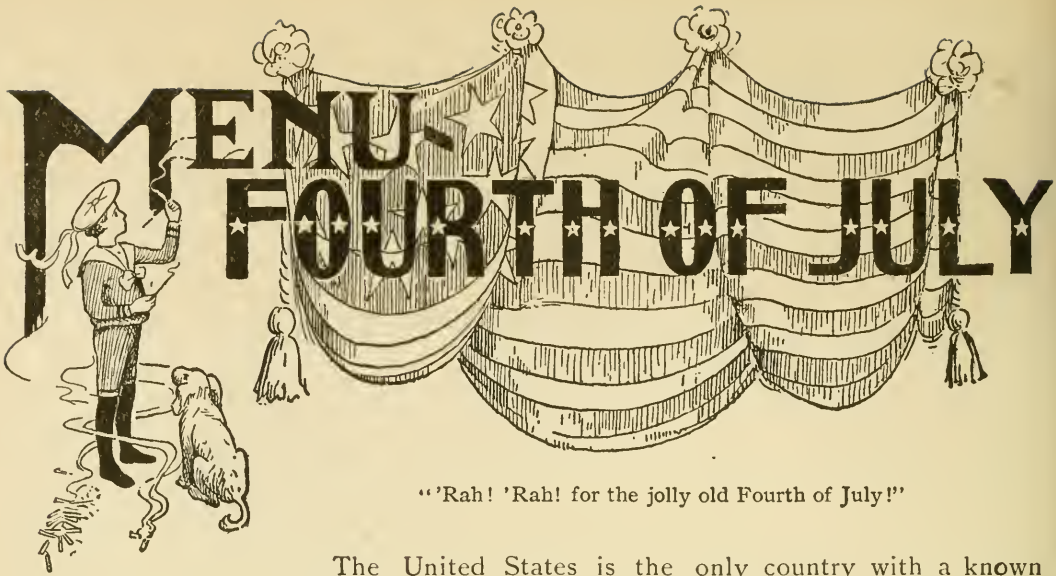 MENU-
FOURTH OF JULY
"'Rah! 'Rah! for the jolly old Fourth of July!"
The United States is the only country with a known